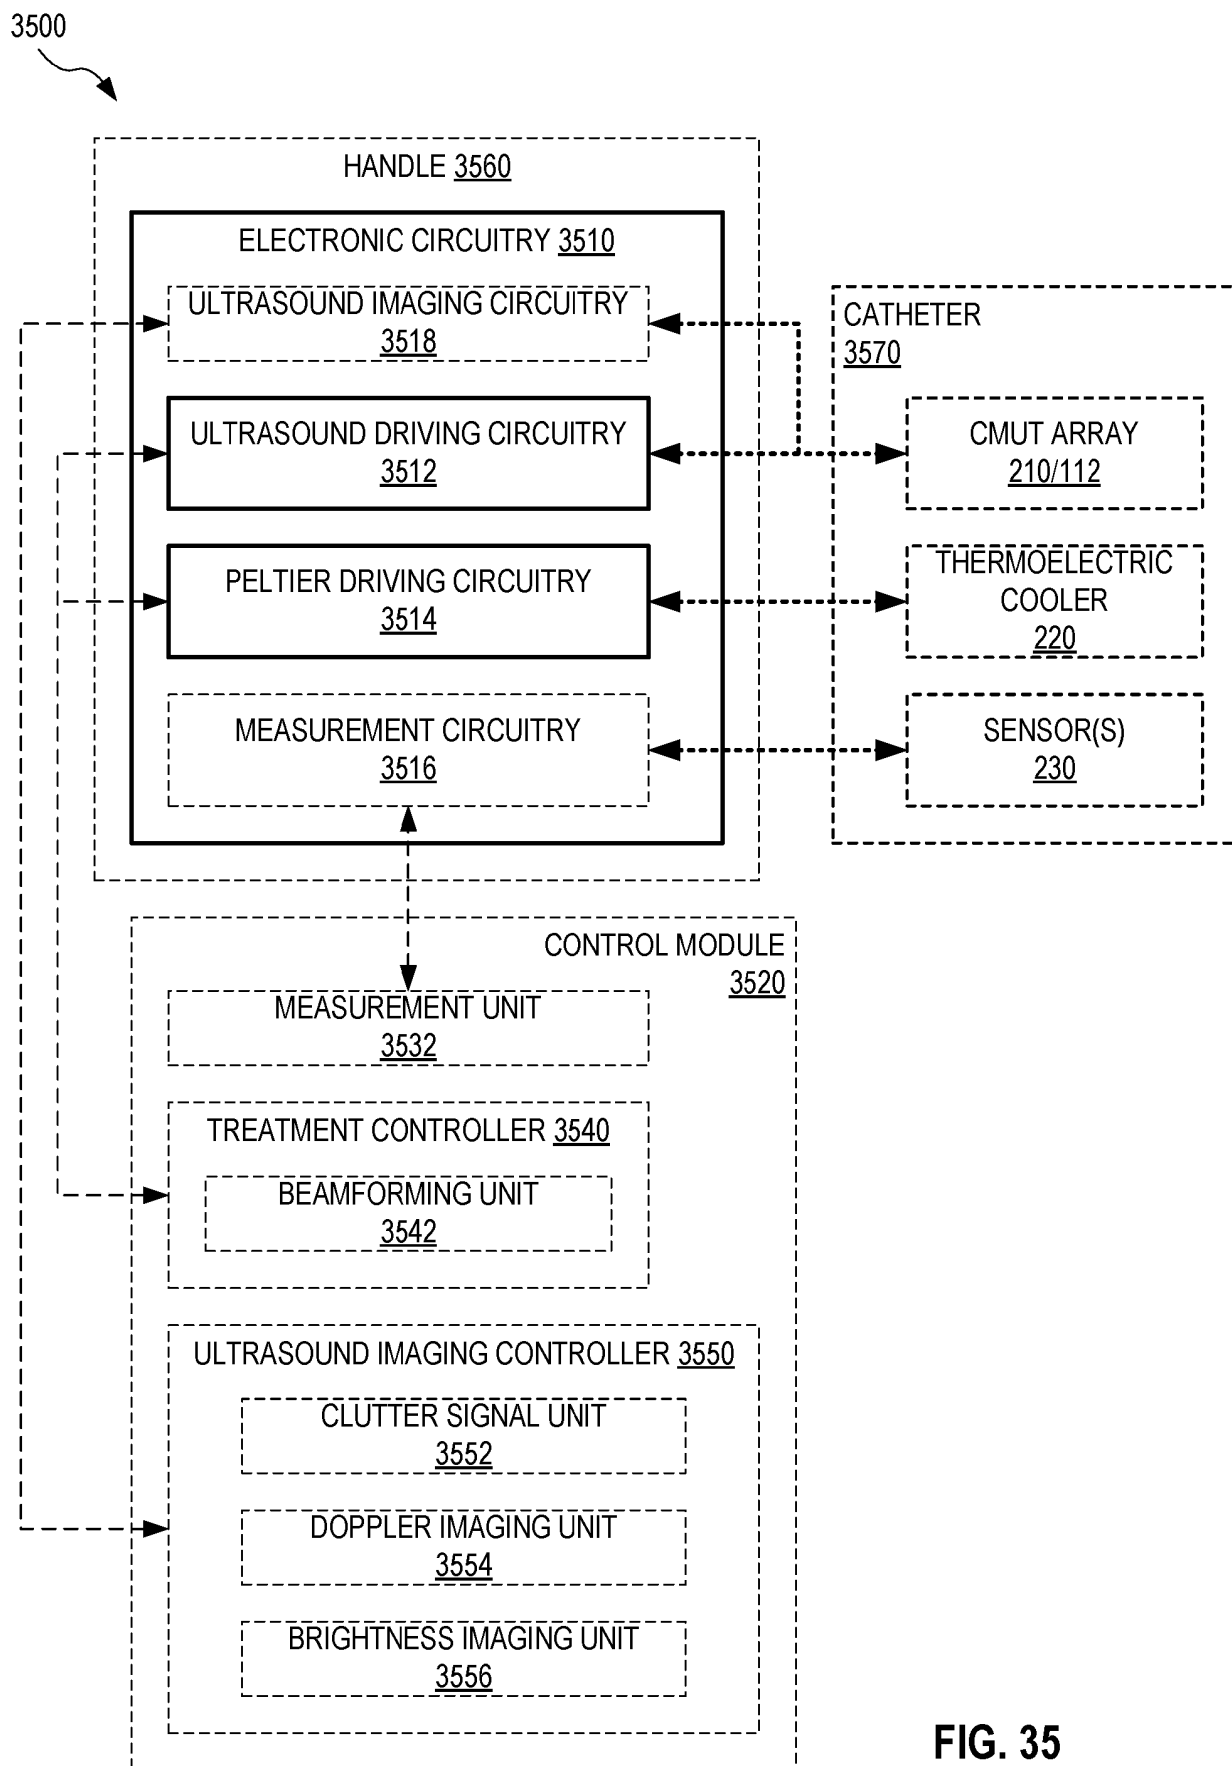 3500
HANDLE 3560
ELECTRONIC CIRCUITRY 3510
ULTRASOUND IMAGING CIRCUITRY
3518
ULTRASOUND DRIVING CIRCUITRY
3512
PELTIER DRIVING CIRCUITRY
3514
MEASUREMENT CIRCUITRY
3516
CATHETER
3570
CMUT ARRAY
210/112
THERMOELECTRIC
COOLER
220
SENSOR(S)
230
CONTROL MODULE
3520
MEASUREMENT UNIT
3532
TREATMENT CONTROLLER 3540
BEAMFORMING UNIT
3542
ULTRASOUND IMAGING CONTROLLER 3550
CLUTTER SIGNAL UNIT
3552
DOPPLER IMAGING UNIT
3554
BRIGHTNESS IMAGING UNIT
3556
FIG. 35